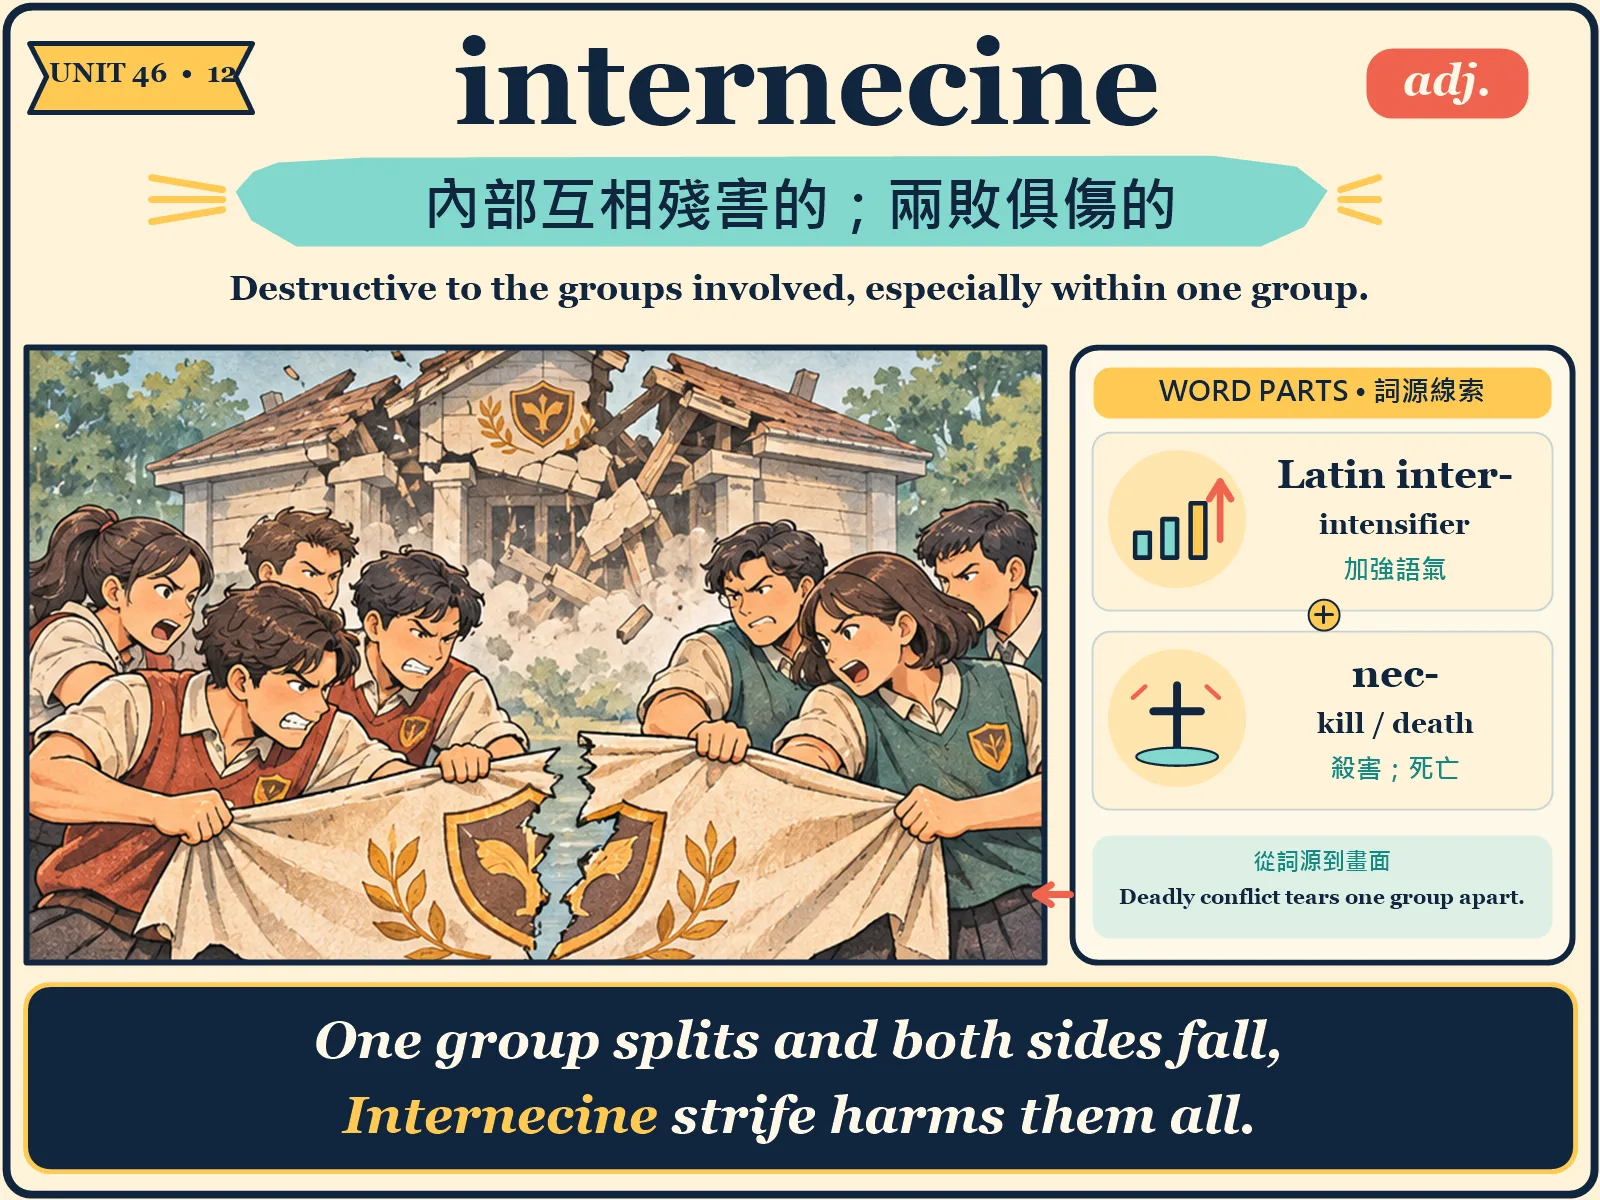 UNIT 46 • 12
internecine
adj.
內部互相殘害的；兩敗俱傷的
Destructive to the groups involved, especially within one group.
WORD PARTS • 詞源線索
Latin inter-
intensifier
加強語氣
nec-
kill / death
殺害；死亡
從詞源到畫面
Deadly conflict tears one group apart.
One group splits and both sides fall,
Internecine strife harms them all.